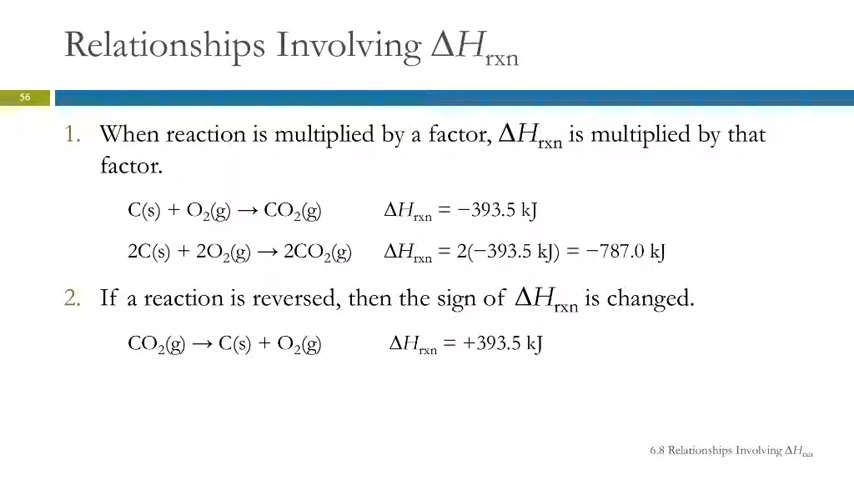 Relationships Involving ΔHrxn
56
1. When reaction is multiplied by a factor, ΔHrxn is multiplied by that
factor.
C(s) + O₂(g) → CO₂(g) ΔHrxn = −393.5 kJ
2C(s) + 2O₂(g) → 2CO₂(g) ΔHrxn = 2(−393.5 kJ) = −787.0 kJ
2. If a reaction is reversed, then the sign of ΔHrxn is changed.
CO₂(g) → C(s) + O₂(g) ΔHrxn = +393.5 kJ
6.8 Relationships Involving ΔHrxn